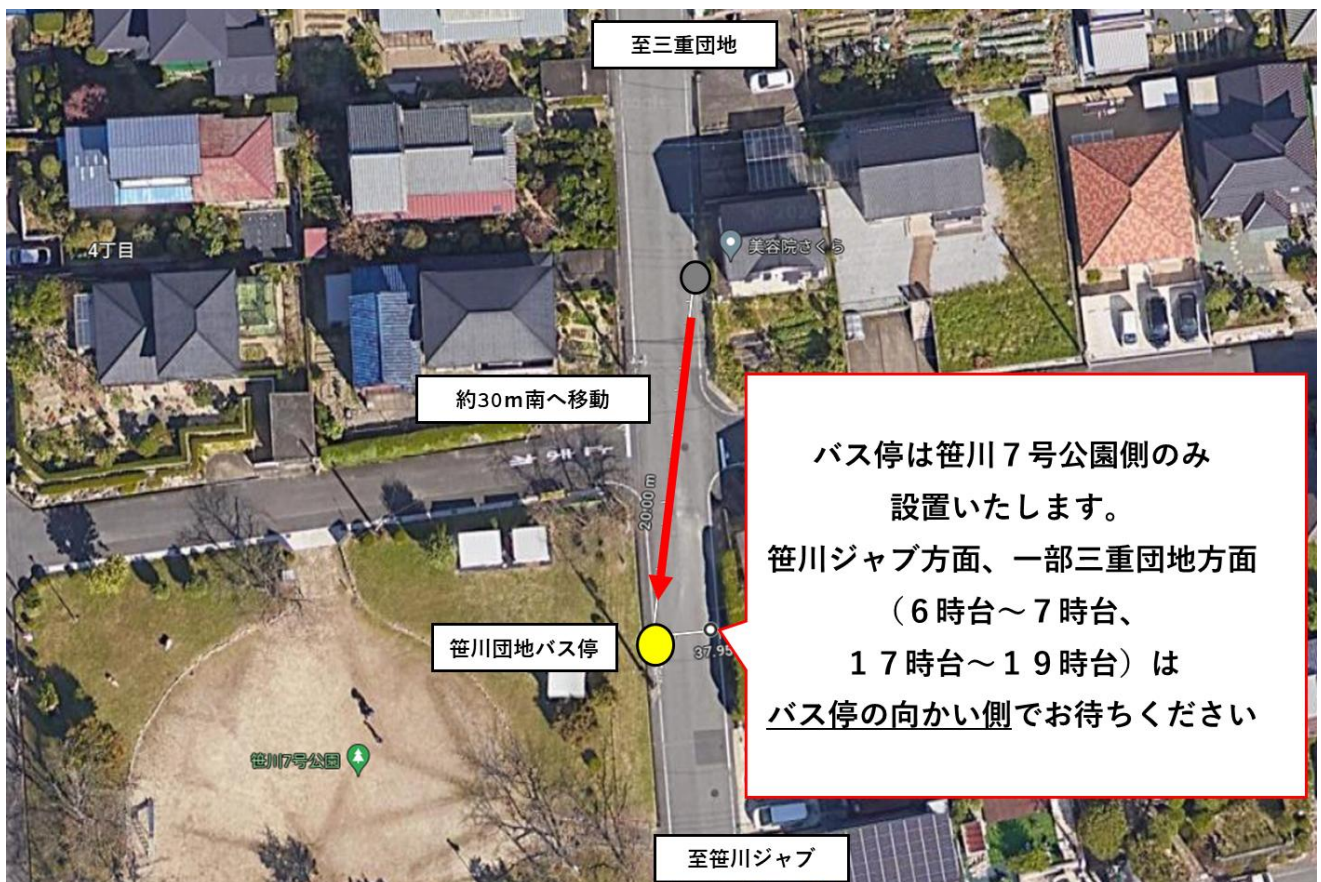 至三重団地
美容院さくら
4丁目
約30m南へ移動
20.00 m
バス停は笹川７号公園側のみ
設置いたします。
笹川ジャブ方面、一部三重団地方面
（６時台～７時台、
１７時台～１９時台）は
バス停の向かい側でお待ちください
笹川団地バス停
37.95
笹川7号公園
至笹川ジャブ